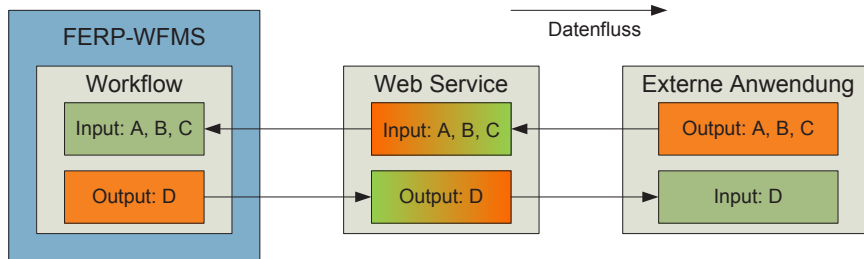 FERP-WFMS
Datenfluss
Workflow
Web Service
Externe Anwendung
Input: A, B, C
Input: A, B, C
Output: A, B, C
Output: D
Output: D
Input: D